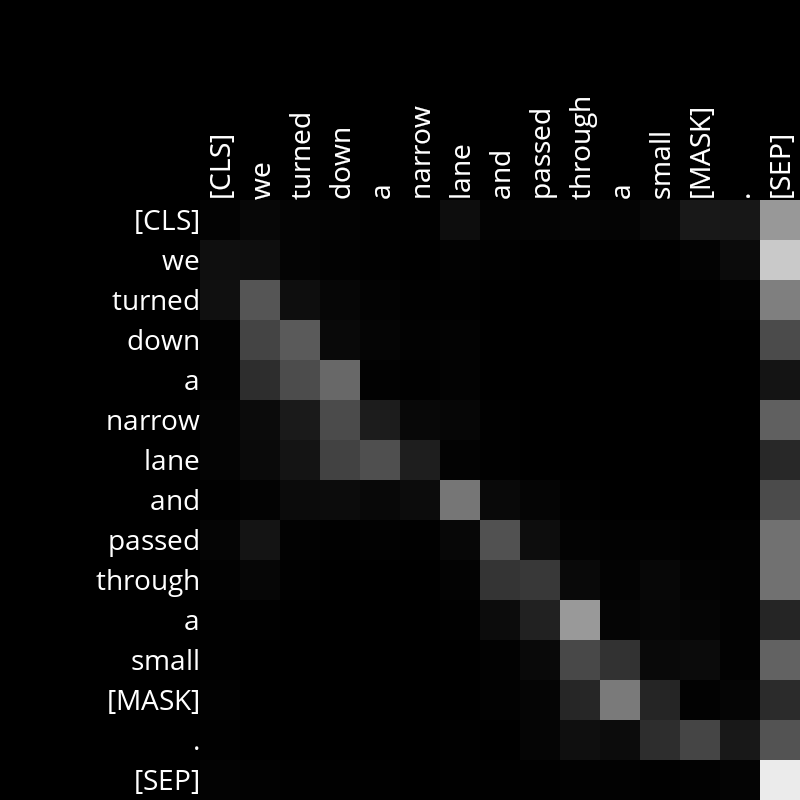 [CLS] we turned down a narrow lane and passed through a small [MASK] . [SEP]
[CLS]
we
turned
down
a
narrow
lane
and
passed
through
a
small
[MASK]
.
[SEP]